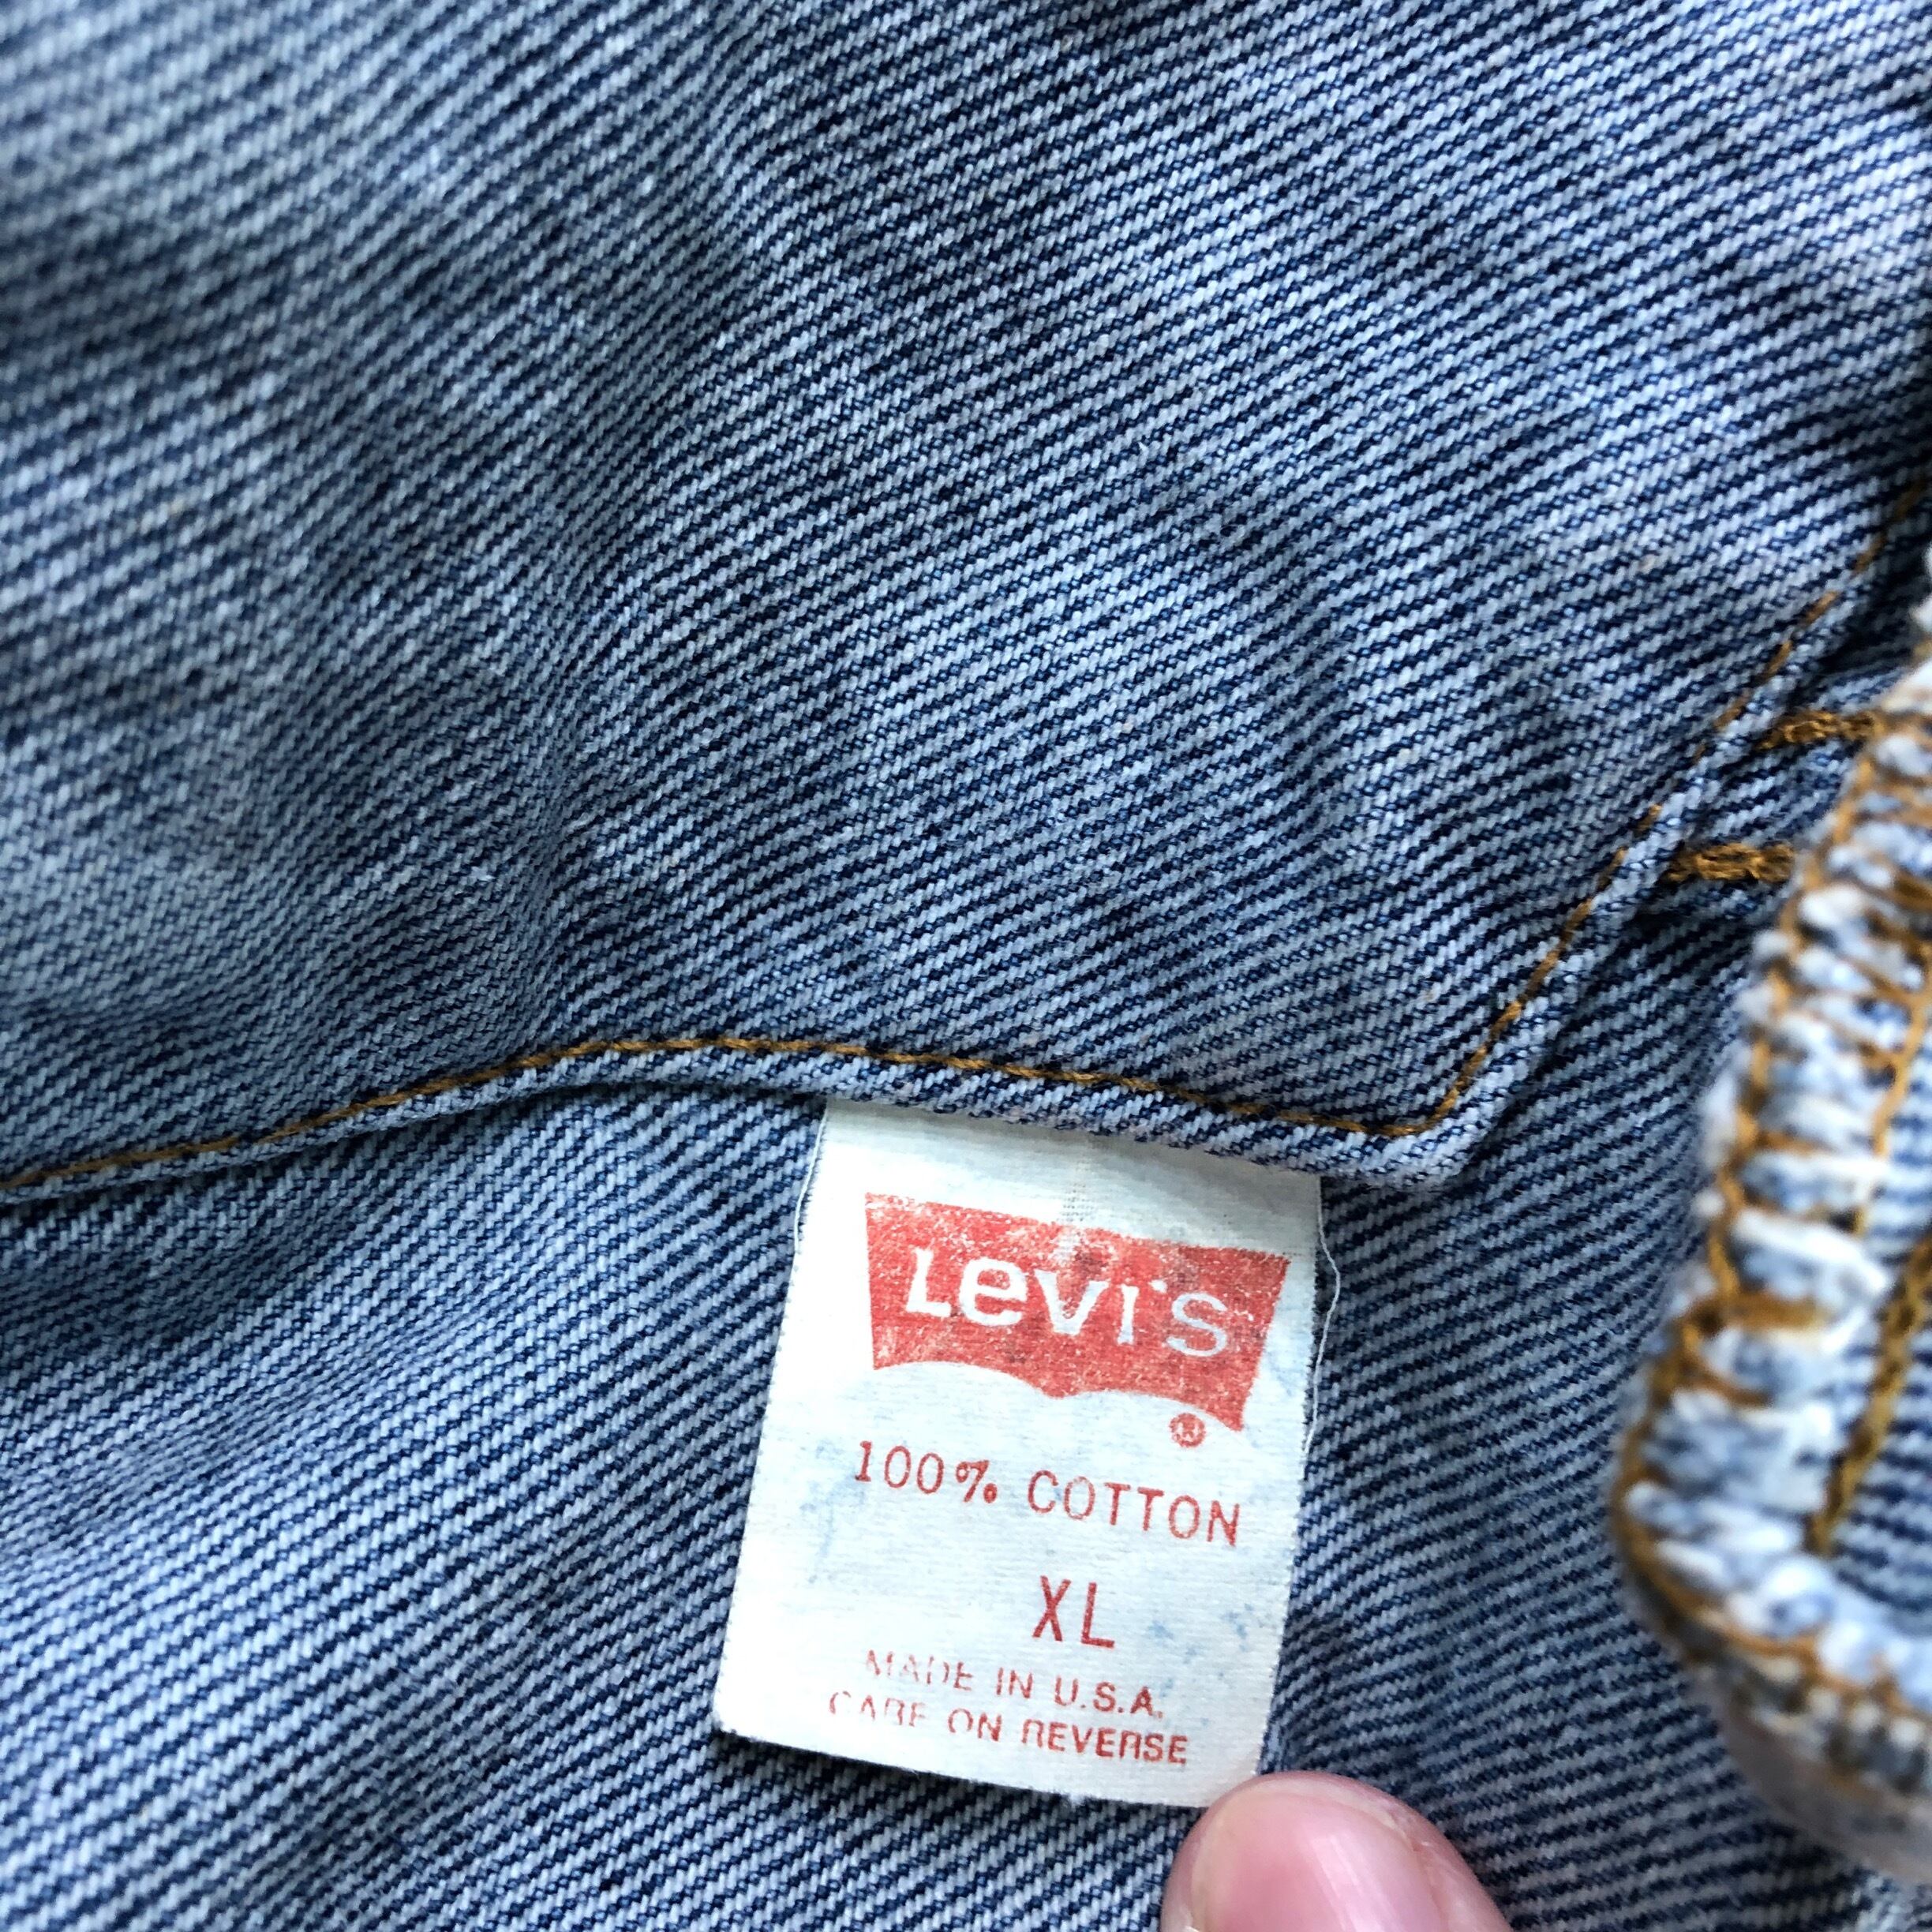 Levi's
®
100% COTTON
XL
MADE IN U.S.A.
CARE ON REVERSE